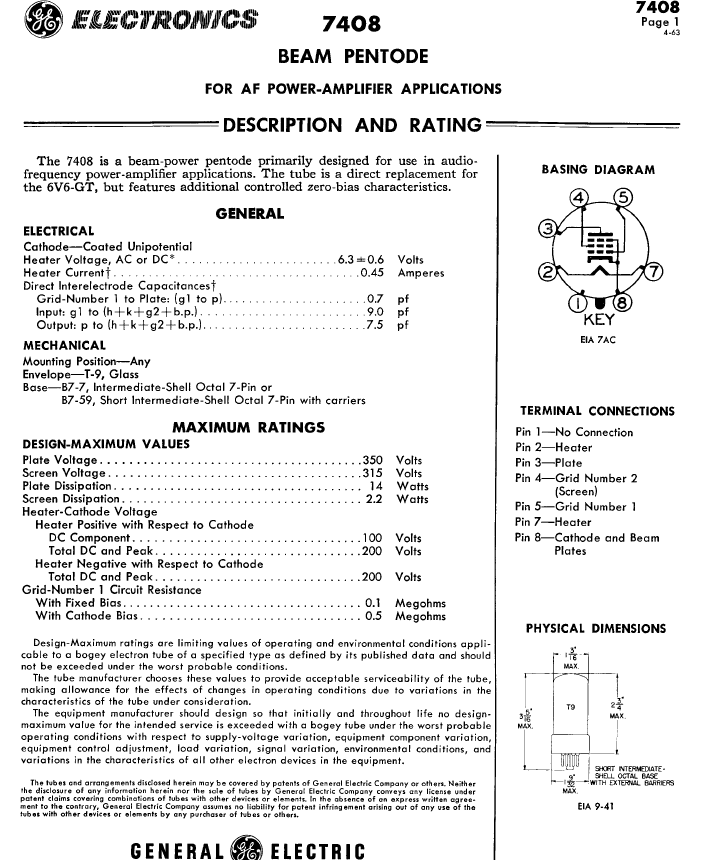 GE ELECTRONICS
7408
7408
Page 1
4-63
BEAM PENTODE
FOR AF POWER-AMPLIFIER APPLICATIONS
DESCRIPTION AND RATING
The 7408 is a beam-power pentode primarily designed for use in audio-
frequency power-amplifier applications. The tube is a direct replacement for
the 6V6-GT, but features additional controlled zero-bias characteristics.
GENERAL
ELECTRICAL
Cathode—Coated Unipotential
Heater Voltage, AC or DC* 6.3±0.6 Volts
Heater Current† 0.45 Amperes
Direct Interelectrode Capacitances†
Grid-Number 1 to Plate: (g1 to p) 0.7 pf
Input: g1 to (h+k+g2+b.p.) 9.0 pf
Output: p to (h+k+g2+b.p.) 7.5 pf
MECHANICAL
Mounting Position—Any
Envelope—T-9, Glass
Base—B7-7, Intermediate-Shell Octal 7-Pin or
B7-59, Short Intermediate-Shell Octal 7-Pin with carriers
MAXIMUM RATINGS
DESIGN-MAXIMUM VALUES
Plate Voltage 350 Volts
Screen Voltage 315 Volts
Plate Dissipation 14 Watts
Screen Dissipation 2.2 Watts
Heater-Cathode Voltage
Heater Positive with Respect to Cathode
DC Component 100 Volts
Total DC and Peak 200 Volts
Heater Negative with Respect to Cathode
Total DC and Peak 200 Volts
Grid-Number 1 Circuit Resistance
With Fixed Bias 0.1 Megohms
With Cathode Bias 0.5 Megohms
Design-Maximum ratings are limiting values of operating and environmental conditions appli-
cable to a bogey electron tube of a specified type as defined by its published data and should
not be exceeded under the worst probable conditions.
The tube manufacturer chooses these values to provide acceptable serviceability of the tube,
making allowance for the effects of changes in operating conditions due to variations in the
characteristics of the tube under consideration.
The equipment manufacturer should design so that initially and throughout life no design-
maximum value for the intended service is exceeded with a bogey tube under the worst probable
operating conditions with respect to supply-voltage variation, equipment component variation,
equipment control adjustment, load variation, signal variation, environmental conditions, and
variations in the characteristics of all other electron devices in the equipment.
The tubes and arrangements disclosed herein may be covered by patents of General Electric Company or others. Neither
the disclosure of any information herein nor the sale of tubes by General Electric Company conveys any license under
patent claims covering combinations of tubes with other devices or elements. In the absence of an express written agree-
ment to the contrary, General Electric Company assumes no liability for patent infringement arising out of any use of the
tubes with other devices or elements by any purchaser of tubes or others.
GENERAL GE ELECTRIC
BASING DIAGRAM
4 5
3
2 7
1 8
KEY
EIA 7AC
TERMINAL CONNECTIONS
Pin 1—No Connection
Pin 2—Heater
Pin 3—Plate
Pin 4—Grid Number 2
(Screen)
Pin 5—Grid Number 1
Pin 7—Heater
Pin 8—Cathode and Beam
Plates
PHYSICAL DIMENSIONS
1 3/16"
MAX.
T9
2 3/4"
MAX.
MAX.
SHORT INTERMEDIATE-
SHELL OCTAL BASE
WITH EXTERNAL BARRIERS
1 9/32"
MAX.
EIA 9-41